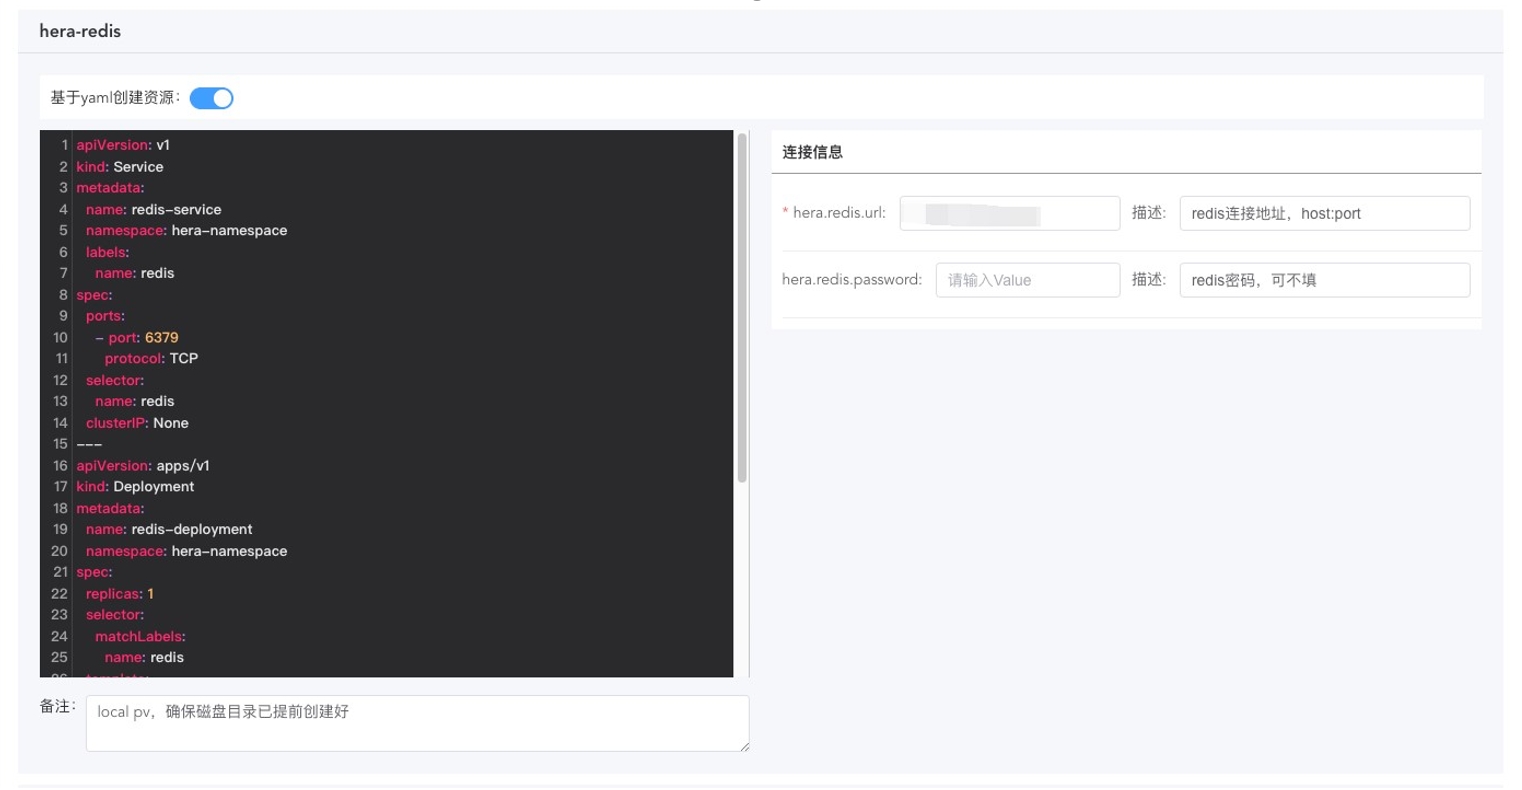 hera-redis
基于yaml创建资源：
1 apiVersion: v1
2 kind: Service
3 metadata:
4 name: redis-service
5 namespace: hera-namespace
6 labels:
7 name: redis
8 spec:
9 ports:
10 - port: 6379
11 protocol: TCP
12 selector:
13 name: redis
14 clusterIP: None
15 ---
16 apiVersion: apps/v1
17 kind: Deployment
18 metadata:
19 name: redis-deployment
20 namespace: hera-namespace
21 spec:
22 replicas: 1
23 selector:
24 matchLabels:
25 name: redis
备注：
local pv，确保磁盘目录已提前创建好
连接信息
* hera.redis.url: 描述: redis连接地址，host:port
hera.redis.password: 请输入Value 描述: redis密码，可不填